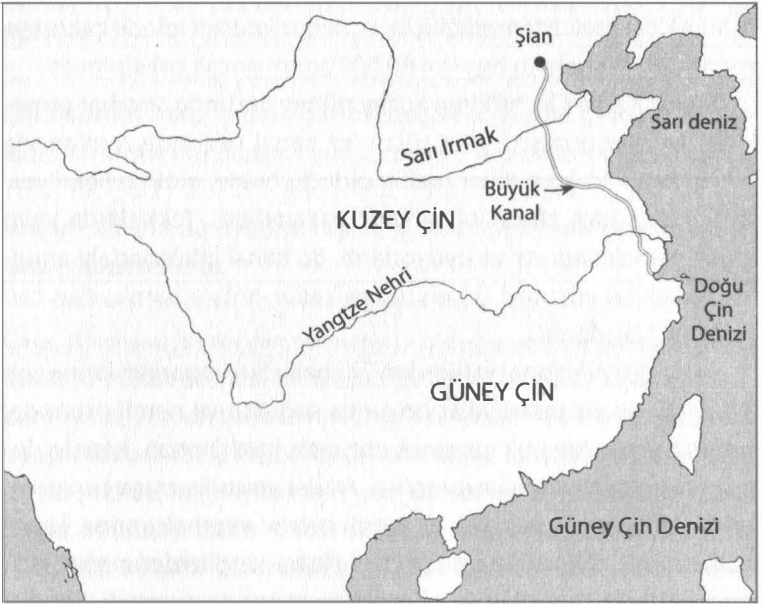 Şian
Sarı deniz
Sarı Irmak
Büyük
Kanal
KUZEY ÇİN
Yangtze Nehri
Doğu
Çin
Denizi
GÜNEY ÇİN
Güney Çin Denizi